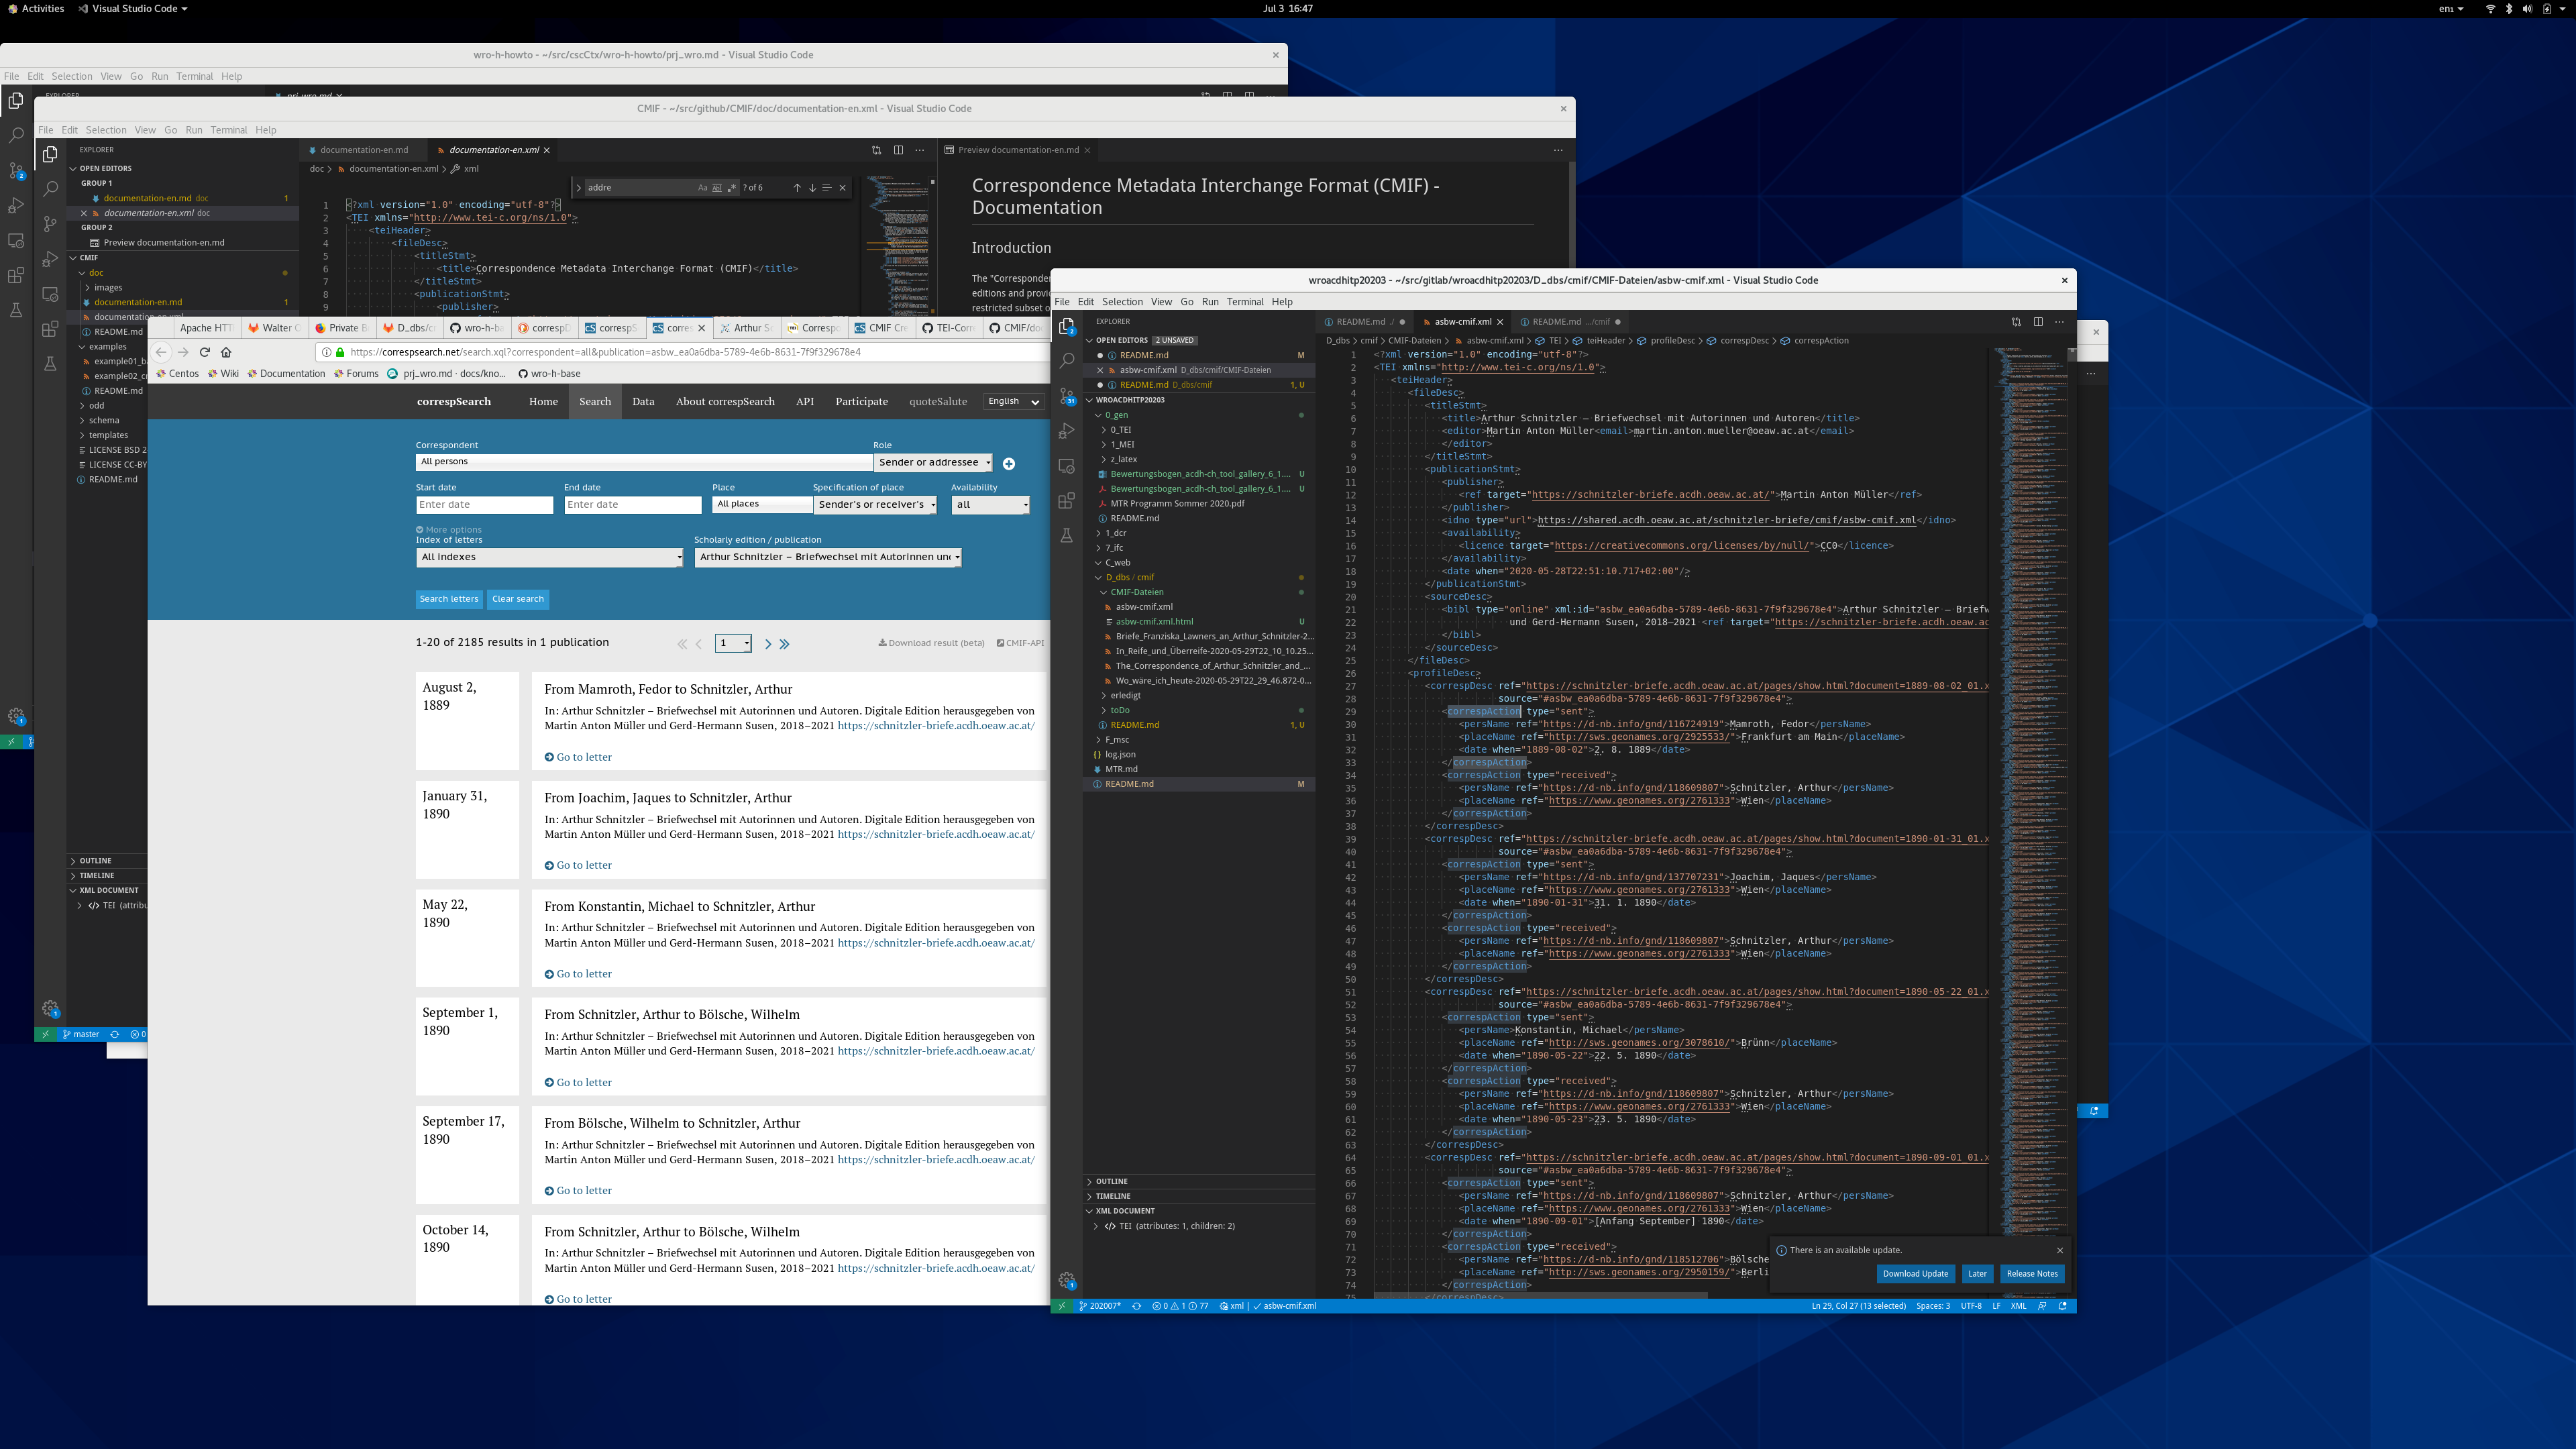 Activities Visual Studio Code
Jul 3 16:47
en₁
wro-h-howto - ~/src/cscCtx/wro-h-howto/prj_wro.md - Visual Studio Code
File Edit Selection View Go Run Terminal Help
CMIF - ~/src/github/CMIF/doc/documentation-en.xml - Visual Studio Code
File Edit Selection View Go Run Terminal Help
EXPLORER
OPEN EDITORS
GROUP 1
documentation-en.md doc 1
documentation-en.xml doc
GROUP 2
Preview documentation-en.md
CMIF
doc
images
documentation-en.md 1
documentation-en.xml
README.md
examples
README.md
odd
schema
templates
LICENSE BSD 2
LICENSE CC-BY
README.md
OUTLINE
TIMELINE
XML DOCUMENT
TEI
master
documentation-en.md
documentation-en.xml
doc documentation-en.xml xml
addre
? of 6
1 <?xml version="1.0" encoding="utf-8"?>
2 <TEI xmlns="http://www.tei-c.org/ns/1.0">
3 <teiHeader>
4 <fileDesc>
5 <titleStmt>
6 <title>Correspondence Metadata Interchange Format (CMIF)</title>
7 </titleStmt>
8 <publicationStmt>
9 <publisher>
Preview documentation-en.md
Correspondence Metadata Interchange Format (CMIF) -
Documentation
Introduction
The "Corresponden
editions and provid
restricted subset o
https://correspsearch.net/search.xql?correspondent=all&publication=asbw_ea0a6dba-5789-4e6b-8631-7f9f329678e4
Centos Wiki Documentation Forums prj_wro.md · docs/kno... wro-h-base
correspSearch Home Search Data About correspSearch API Participate quoteSalute English
Correspondent Role
All persons Sender or addressee
Start date End date Place Specification of place Availability
Enter date Enter date All places Sender's or receiver's all
More options
Index of letters Scholarly edition / publication
All indexes Arthur Schnitzler – Briefwechsel mit Autorinnen un
Search letters Clear search
1-20 of 2185 results in 1 publication 1 Download result (beta) CMIF-API
August 2, 1889
From Mamroth, Fedor to Schnitzler, Arthur
In: Arthur Schnitzler – Briefwechsel mit Autorinnen und Autoren. Digitale Edition herausgegeben von
Martin Anton Müller und Gerd-Hermann Susen, 2018–2021 https://schnitzler-briefe.acdh.oeaw.ac.at/
Go to letter
January 31, 1890
From Joachim, Jaques to Schnitzler, Arthur
In: Arthur Schnitzler – Briefwechsel mit Autorinnen und Autoren. Digitale Edition herausgegeben von
Martin Anton Müller und Gerd-Hermann Susen, 2018–2021 https://schnitzler-briefe.acdh.oeaw.ac.at/
Go to letter
May 22, 1890
From Konstantin, Michael to Schnitzler, Arthur
In: Arthur Schnitzler – Briefwechsel mit Autorinnen und Autoren. Digitale Edition herausgegeben von
Martin Anton Müller und Gerd-Hermann Susen, 2018–2021 https://schnitzler-briefe.acdh.oeaw.ac.at/
Go to letter
September 1, 1890
From Schnitzler, Arthur to Bölsche, Wilhelm
In: Arthur Schnitzler – Briefwechsel mit Autorinnen und Autoren. Digitale Edition herausgegeben von
Martin Anton Müller und Gerd-Hermann Susen, 2018–2021 https://schnitzler-briefe.acdh.oeaw.ac.at/
Go to letter
September 17, 1890
From Bölsche, Wilhelm to Schnitzler, Arthur
In: Arthur Schnitzler – Briefwechsel mit Autorinnen und Autoren. Digitale Edition herausgegeben von
Martin Anton Müller und Gerd-Hermann Susen, 2018–2021 https://schnitzler-briefe.acdh.oeaw.ac.at/
Go to letter
October 14, 1890
From Schnitzler, Arthur to Bölsche, Wilhelm
In: Arthur Schnitzler – Briefwechsel mit Autorinnen und Autoren. Digitale Edition herausgegeben von
Martin Anton Müller und Gerd-Hermann Susen, 2018–2021 https://schnitzler-briefe.acdh.oeaw.ac.at/
Go to letter
wroacdhitp20203 - ~/src/gitlab/wroacdhitp20203/D_dbs/cmif/CMIF-Dateien/asbw-cmif.xml - Visual Studio Code
File Edit Selection View Go Run Terminal Help
EXPLORER
OPEN EDITORS 2 UNSAVED
README.md M
asbw-cmif.xml D_dbs/cmif/CMIF-Dateien
README.md D_dbs/cmif 1, U
WROACDHITP20203
0_gen
0_TEI
1_MEI
z_latex
Bewertungsbogen_acdh-ch_tool_gallery_6_1.... U
Bewertungsbogen_acdh-ch_tool_gallery_6_1.... U
MTR Programm Sommer 2020.pdf
README.md
1_dcr
7_ifc
C_web
D_dbs / cmif
CMIF-Dateien
asbw-cmif.xml
asbw-cmif.xml.html U
Briefe_Franziska_Lawners_an_Arthur_Schnitzler-2...
In_Reife_und_Überreife-2020-05-29T22_10_10.25...
The_Correspondence_of_Arthur_Schnitzler_and_...
Wo_wäre_ich_heute-2020-05-29T22_29_46.872-0...
erledigt
toDo
README.md 1, U
F_msc
log.json
MTR.md
README.md M
OUTLINE
TIMELINE
XML DOCUMENT
TEI (attributes: 1, children: 2)
README.md ./ asbw-cmif.xml README.md .../cmif
D_dbs cmif CMIF-Dateien asbw-cmif.xml TEI teiHeader profileDesc correspDesc correspAction
1 <?xml version="1.0" encoding="utf-8"?>
2 <TEI xmlns="http://www.tei-c.org/ns/1.0">
3 <teiHeader>
4 <fileDesc>
5 <titleStmt>
6 <title>Arthur Schnitzler – Briefwechsel mit Autorinnen und Autoren</title>
7 <editor>Martin Anton Müller<email>martin.anton.mueller@oeaw.ac.at</email>
8 </editor>
9 </titleStmt>
10 <publicationStmt>
11 <publisher>
12 <ref target="https://schnitzler-briefe.acdh.oeaw.ac.at/">Martin Anton Müller</ref>
13 </publisher>
14 <idno type="url">https://shared.acdh.oeaw.ac.at/schnitzler-briefe/cmif/asbw-cmif.xml</idno>
15 <availability>
16 <licence target="https://creativecommons.org/licenses/by/null/">CC0</licence>
17 </availability>
18 <date when="2020-05-28T22:51:10.717+02:00"/>
19 </publicationStmt>
20 <sourceDesc>
21 <bibl type="online" xml:id="asbw_ea0a6dba-5789-4e6b-8631-7f9f329678e4">Arthur Schnitzler – Briefw
22 und Gerd-Hermann Susen, 2018–2021 <ref target="https://schnitzler-briefe.acdh.oeaw.ac
23 </bibl>
24 </sourceDesc>
25 </fileDesc>
26 <profileDesc>
27 <correspDesc ref="https://schnitzler-briefe.acdh.oeaw.ac.at/pages/show.html?document=1889-08-02_01.x
28 source="#asbw_ea0a6dba-5789-4e6b-8631-7f9f329678e4">
29 <correspAction type="sent">
30 <persName ref="https://d-nb.info/gnd/116724919">Mamroth, Fedor</persName>
31 <placeName ref="http://sws.geonames.org/2925533/">Frankfurt am Main</placeName>
32 <date when="1889-08-02">2. 8. 1889</date>
33 </correspAction>
34 <correspAction type="received">
35 <persName ref="https://d-nb.info/gnd/118609807">Schnitzler, Arthur</persName>
36 <placeName ref="https://www.geonames.org/2761333">Wien</placeName>
37 </correspAction>
38 </correspDesc>
39 <correspDesc ref="https://schnitzler-briefe.acdh.oeaw.ac.at/pages/show.html?document=1890-01-31_01.x
40 source="#asbw_ea0a6dba-5789-4e6b-8631-7f9f329678e4">
41 <correspAction type="sent">
42 <persName ref="https://d-nb.info/gnd/137707231">Joachim, Jaques</persName>
43 <placeName ref="https://www.geonames.org/2761333">Wien</placeName>
44 <date when="1890-01-31">31. 1. 1890</date>
45 </correspAction>
46 <correspAction type="received">
47 <persName ref="https://d-nb.info/gnd/118609807">Schnitzler, Arthur</persName>
48 <placeName ref="https://www.geonames.org/2761333">Wien</placeName>
49 </correspAction>
50 </correspDesc>
51 <correspDesc ref="https://schnitzler-briefe.acdh.oeaw.ac.at/pages/show.html?document=1890-05-22_01.x
52 source="#asbw_ea0a6dba-5789-4e6b-8631-7f9f329678e4">
53 <correspAction type="sent">
54 <persName>Konstantin, Michael</persName>
55 <placeName ref="http://sws.geonames.org/3078610/">Brünn</placeName>
56 <date when="1890-05-22">22. 5. 1890</date>
57 </correspAction>
58 <correspAction type="received">
59 <persName ref="https://d-nb.info/gnd/118609807">Schnitzler, Arthur</persName>
60 <placeName ref="https://www.geonames.org/2761333">Wien</placeName>
61 <date when="1890-05-23">23. 5. 1890</date>
62 </correspAction>
63 </correspDesc>
64 <correspDesc ref="https://schnitzler-briefe.acdh.oeaw.ac.at/pages/show.html?document=1890-09-01_01.x
65 source="#asbw_ea0a6dba-5789-4e6b-8631-7f9f329678e4">
66 <correspAction type="sent">
67 <persName ref="https://d-nb.info/gnd/118609807">Schnitzler, Arthur</persName>
68 <placeName ref="https://www.geonames.org/2761333">Wien</placeName>
69 <date when="1890-09-01">[Anfang September] 1890</date>
70 </correspAction>
71 <correspAction type="received">
72 <persName ref="https://d-nb.info/gnd/118512706">Bölsche
73 <placeName ref="http://sws.geonames.org/2950159/">Berli
74 </correspAction>
75 </correspDesc>
There is an available update.
Download Update Later Release Notes
202007* 0 1 77 xml asbw-cmif.xml
Ln 29, Col 27 (13 selected) Spaces: 3 UTF-8 LF XML